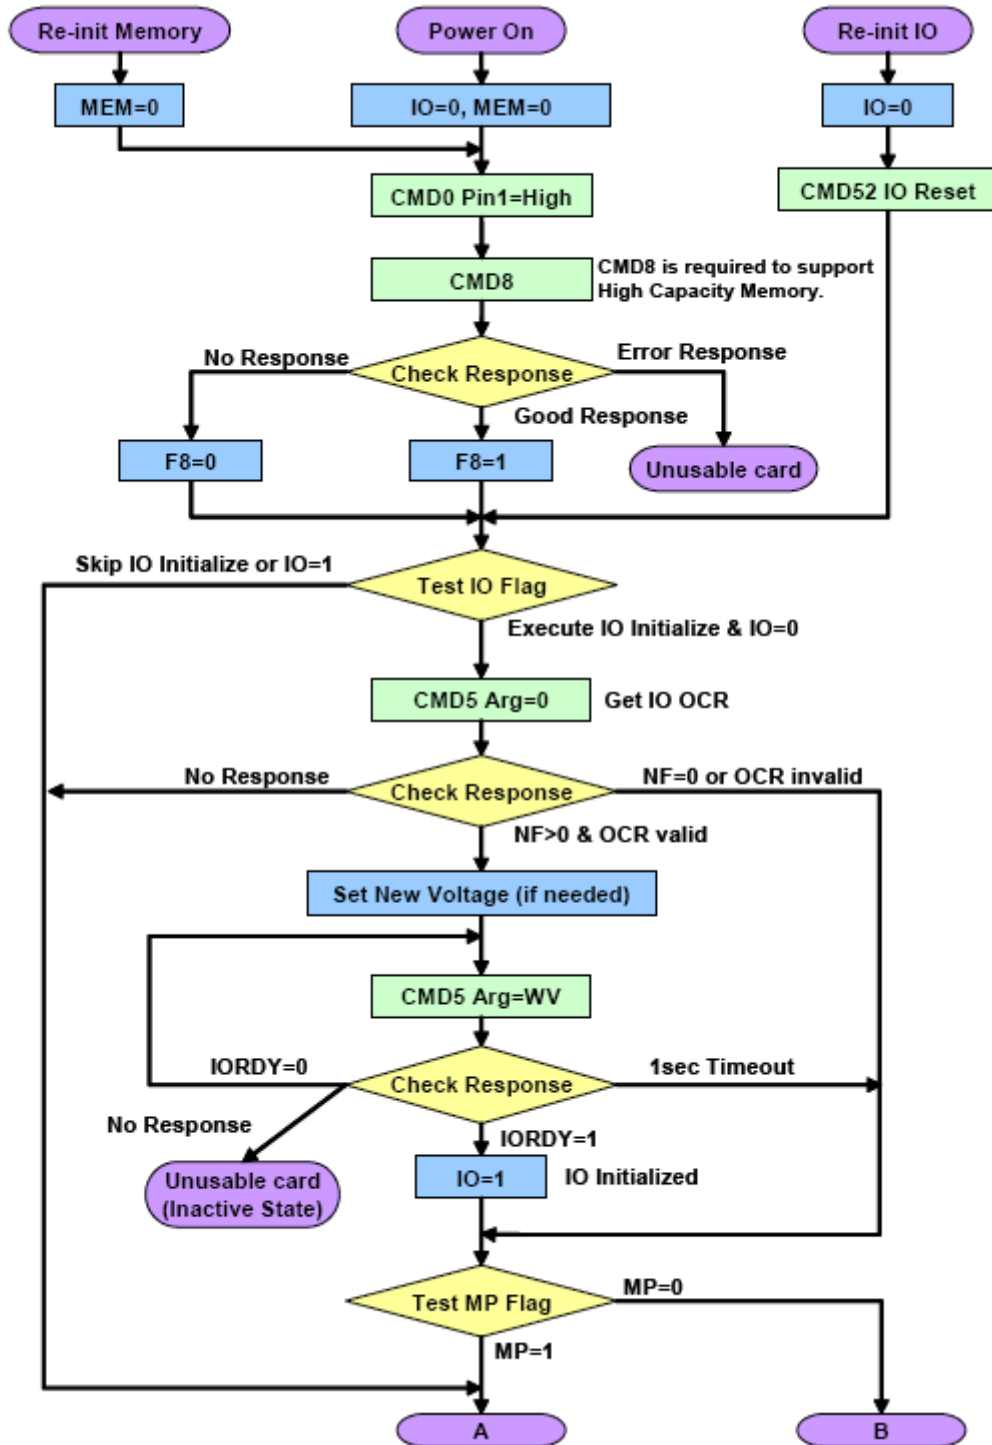 Re-init Memory
Power On
Re-init IO
MEM=0
IO=0, MEM=0
IO=0
CMD0 Pin1=High
CMD52 IO Reset
CMD8
CMD8 is required to support
High Capacity Memory.
No Response
Error Response
Check Response
Good Response
F8=0
F8=1
Unusable card
Skip IO Initialize or IO=1
Test IO Flag
Execute IO Initialize & IO=0
CMD5 Arg=0
Get IO OCR
No Response
NF=0 or OCR invalid
Check Response
NF>0 & OCR valid
Set New Voltage (if needed)
CMD5 Arg=WV
IORDY=0
1sec Timeout
Check Response
No Response
IORDY=1
Unusable card
(Inactive State)
IO=1
IO Initialized
MP=0
Test MP Flag
MP=1
A
B